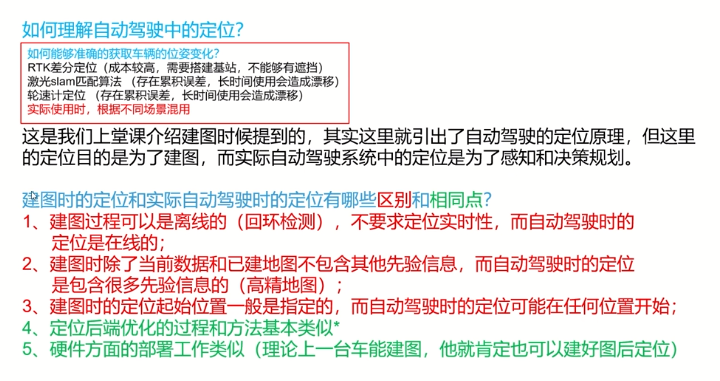 如何理解自动驾驶中的定位？
如何能够准确的获取车辆的位姿变化？
RTK差分定位（成本较高，需要搭建基站，不能够有遮挡）
激光slam匹配算法 （存在累积误差，长时间使用会造成漂移）
轮速计定位 （存在累积误差，长时间使用会造成漂移）
实际使用时，根据不同场景混用
这是我们上堂课介绍建图时候提到的，其实这里就引出了自动驾驶的定位原理，但这里
的定位目的是为了建图，而实际自动驾驶系统中的定位是为了感知和决策规划。
建图时的定位和实际自动驾驶时的定位有哪些区别和相同点？
1、建图过程可以是离线的（回环检测），不要求定位实时性，而自动驾驶时的
定位是在线的；
2、建图时除了当前数据和已建地图不包含其他先验信息，而自动驾驶时的定位
是包含很多先验信息的（高精地图）；
3、建图时的定位起始位置一般是指定的，而自动驾驶时的定位可能在任何位置开始；
4、定位后端优化的过程和方法基本类似*
5、硬件方面的部署工作类似（理论上一台车能建图，他就肯定也可以建好图后定位）